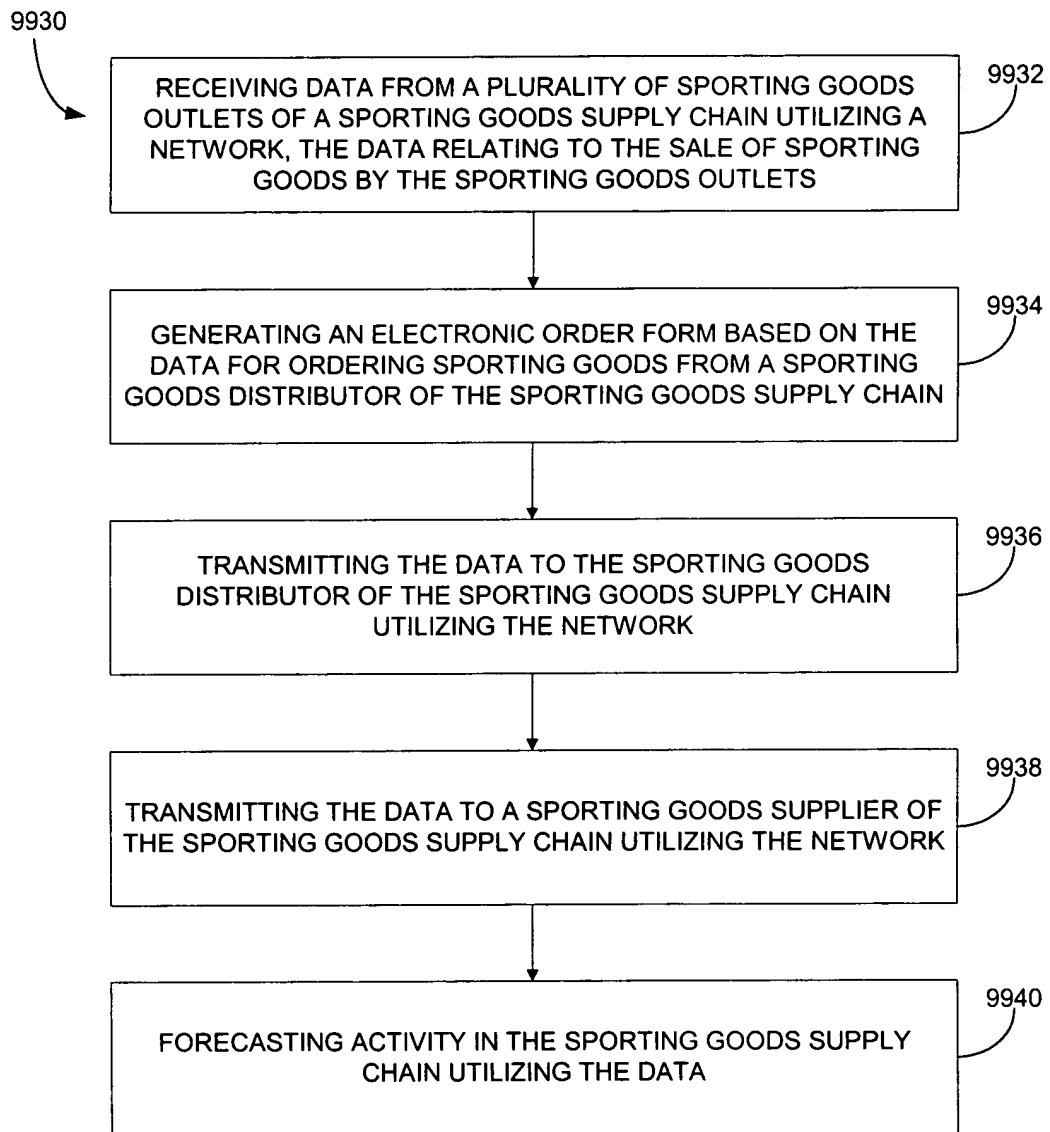 9930
9932
RECEIVING DATA FROM A PLURALITY OF SPORTING GOODS
OUTLETS OF A SPORTING GOODS SUPPLY CHAIN UTILIZING A
NETWORK, THE DATA RELATING TO THE SALE OF SPORTING
GOODS BY THE SPORTING GOODS OUTLETS
9934
GENERATING AN ELECTRONIC ORDER FORM BASED ON THE
DATA FOR ORDERING SPORTING GOODS FROM A SPORTING
GOODS DISTRIBUTOR OF THE SPORTING GOODS SUPPLY CHAIN
9936
TRANSMITTING THE DATA TO THE SPORTING GOODS
DISTRIBUTOR OF THE SPORTING GOODS SUPPLY CHAIN
UTILIZING THE NETWORK
9938
TRANSMITTING THE DATA TO A SPORTING GOODS SUPPLIER OF
THE SPORTING GOODS SUPPLY CHAIN UTILIZING THE NETWORK
9940
FORECASTING ACTIVITY IN THE SPORTING GOODS SUPPLY
CHAIN UTILIZING THE DATA